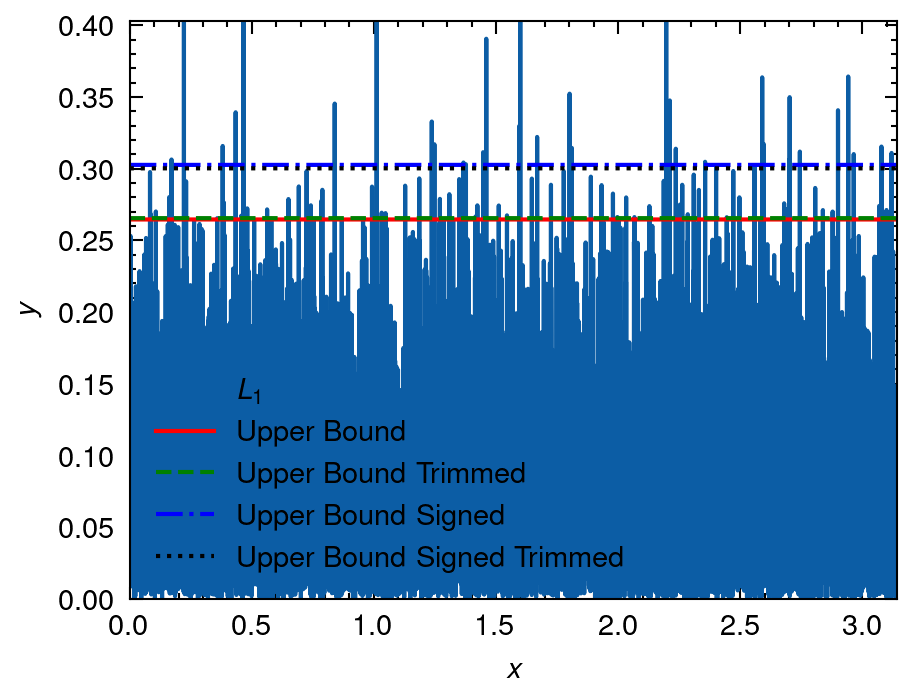 0.40
0.35
0.30
0.25
0.20
0.15
0.10
0.05
0.00
y
L1
Upper Bound
Upper Bound Trimmed
Upper Bound Signed
Upper Bound Signed Trimmed
0.0 0.5 1.0 1.5 2.0 2.5 3.0
x